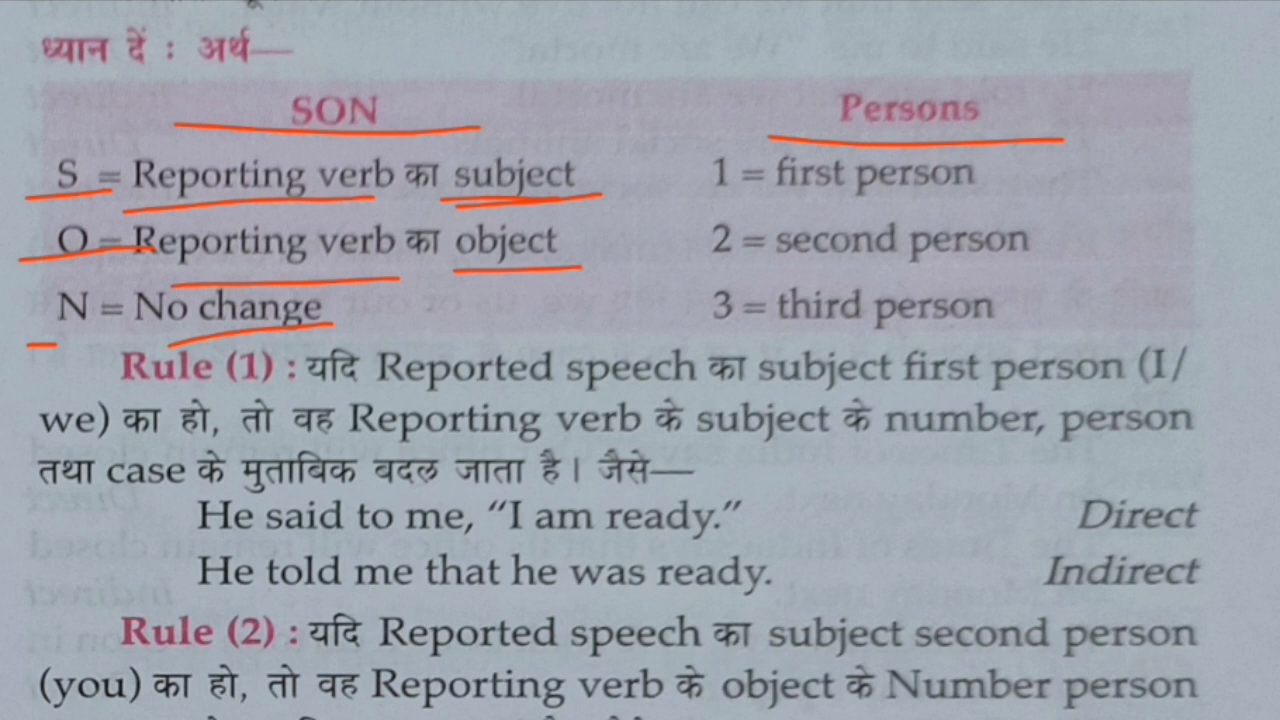 ध्यान दें : अर्थ—
SON Persons
S = Reporting verb का subject 1 = first person
O = Reporting verb का object 2 = second person
N = No change 3 = third person
Rule (1) : यदि Reported speech का subject first person (I/
we) का हो, तो वह Reporting verb के subject के number, person
तथा case के मुताबिक बदल जाता है। जैसे—
He said to me, “I am ready.” Direct
He told me that he was ready. Indirect
Rule (2) : यदि Reported speech का subject second person
(you) का हो, तो वह Reporting verb के object के Number person